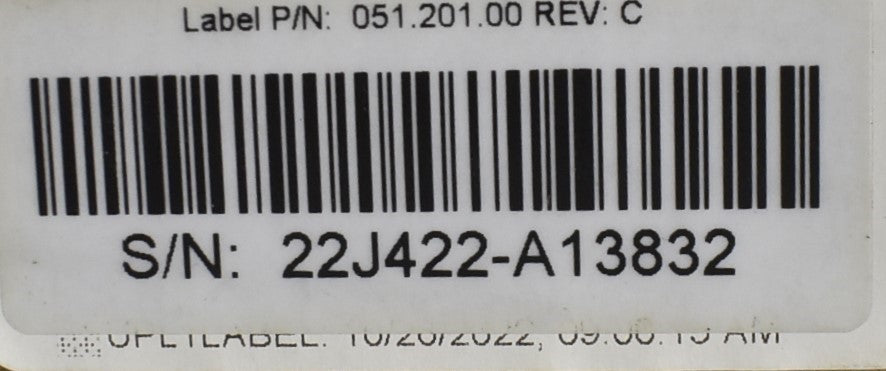 Label P/N: 051.201.00 REV: C
S/N: 22J422-A13832